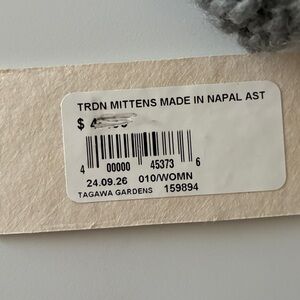 TRDN MITTENS MADE IN NAPAL AST
$
4 00000 45373 6
24.09.26 010/WOMN
TAGAWA GARDENS 159894